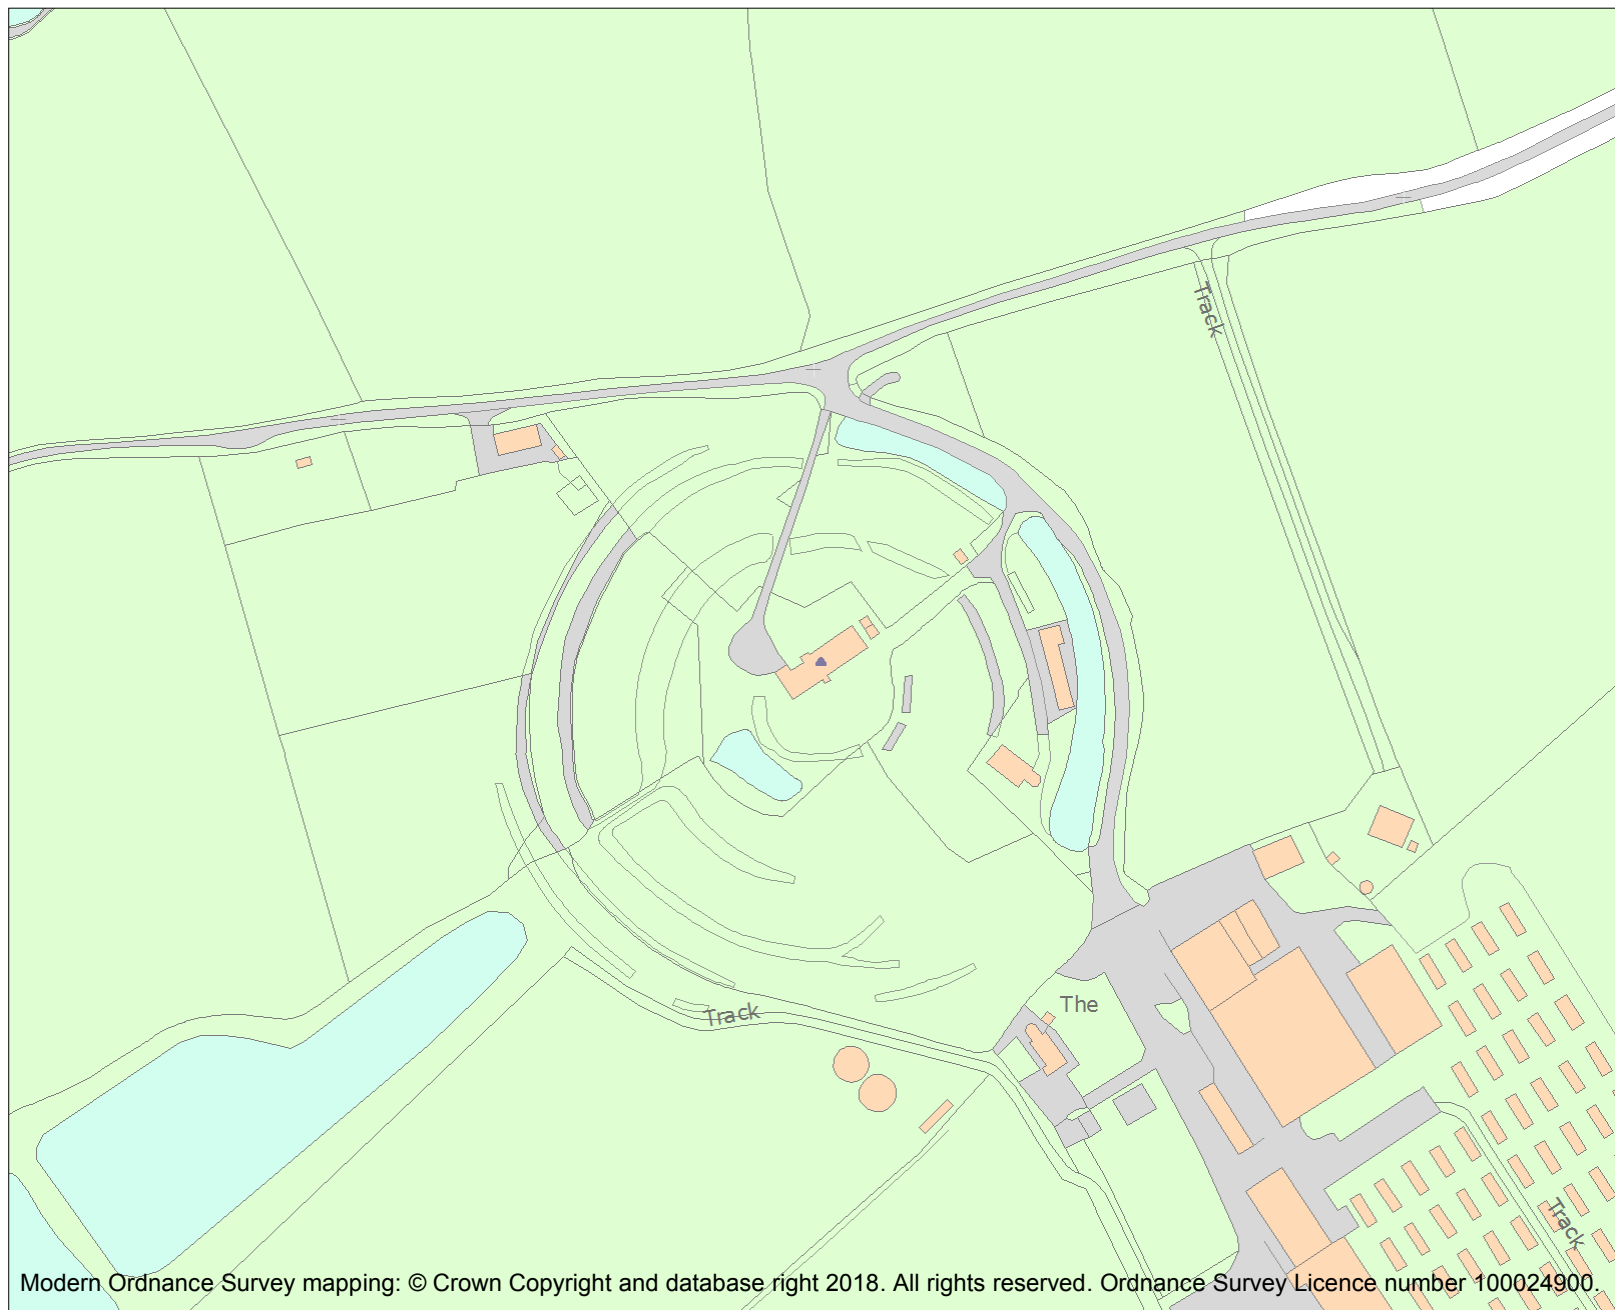 Track
Track
The
Track
Modern Ordnance Survey mapping: © Crown Copyright and database right 2018. All rights reserved. Ordnance Survey Licence number 100024900.